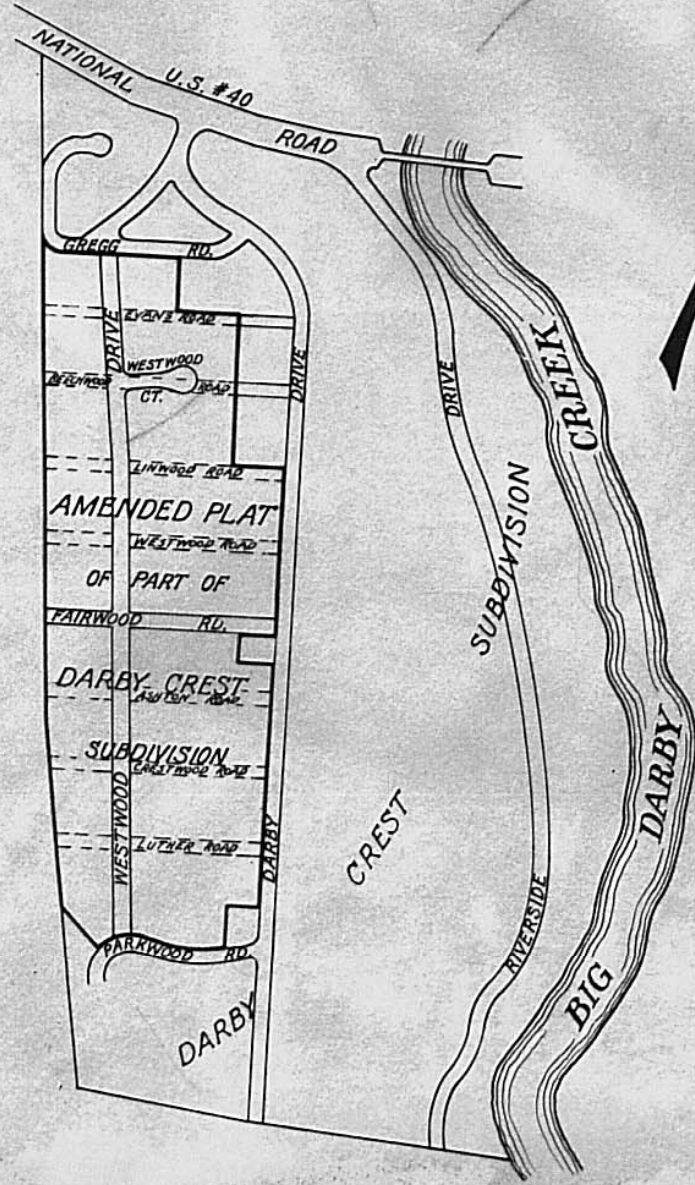 NATIONAL ROAD
U.S. #40
GREGG RD.
EVANS ROAD
DRIVE
WESTWOOD CT.
BEECHWOOD ROAD
DRIVE
DRIVE
LINWOOD ROAD
AMENDED PLAT
WESTWOOD ROAD
OF PART OF
FAIRWOOD RD.
DARBY CREST
ASHTON ROAD
SUBDIVISION
CRESTWOOD ROAD
WESTWOOD
LUTHER ROAD
DARBY
PARKWOOD RD.
DARBY
CREST
SUBDIVISION
RIVERSIDE
BIG
DARBY
CREEK